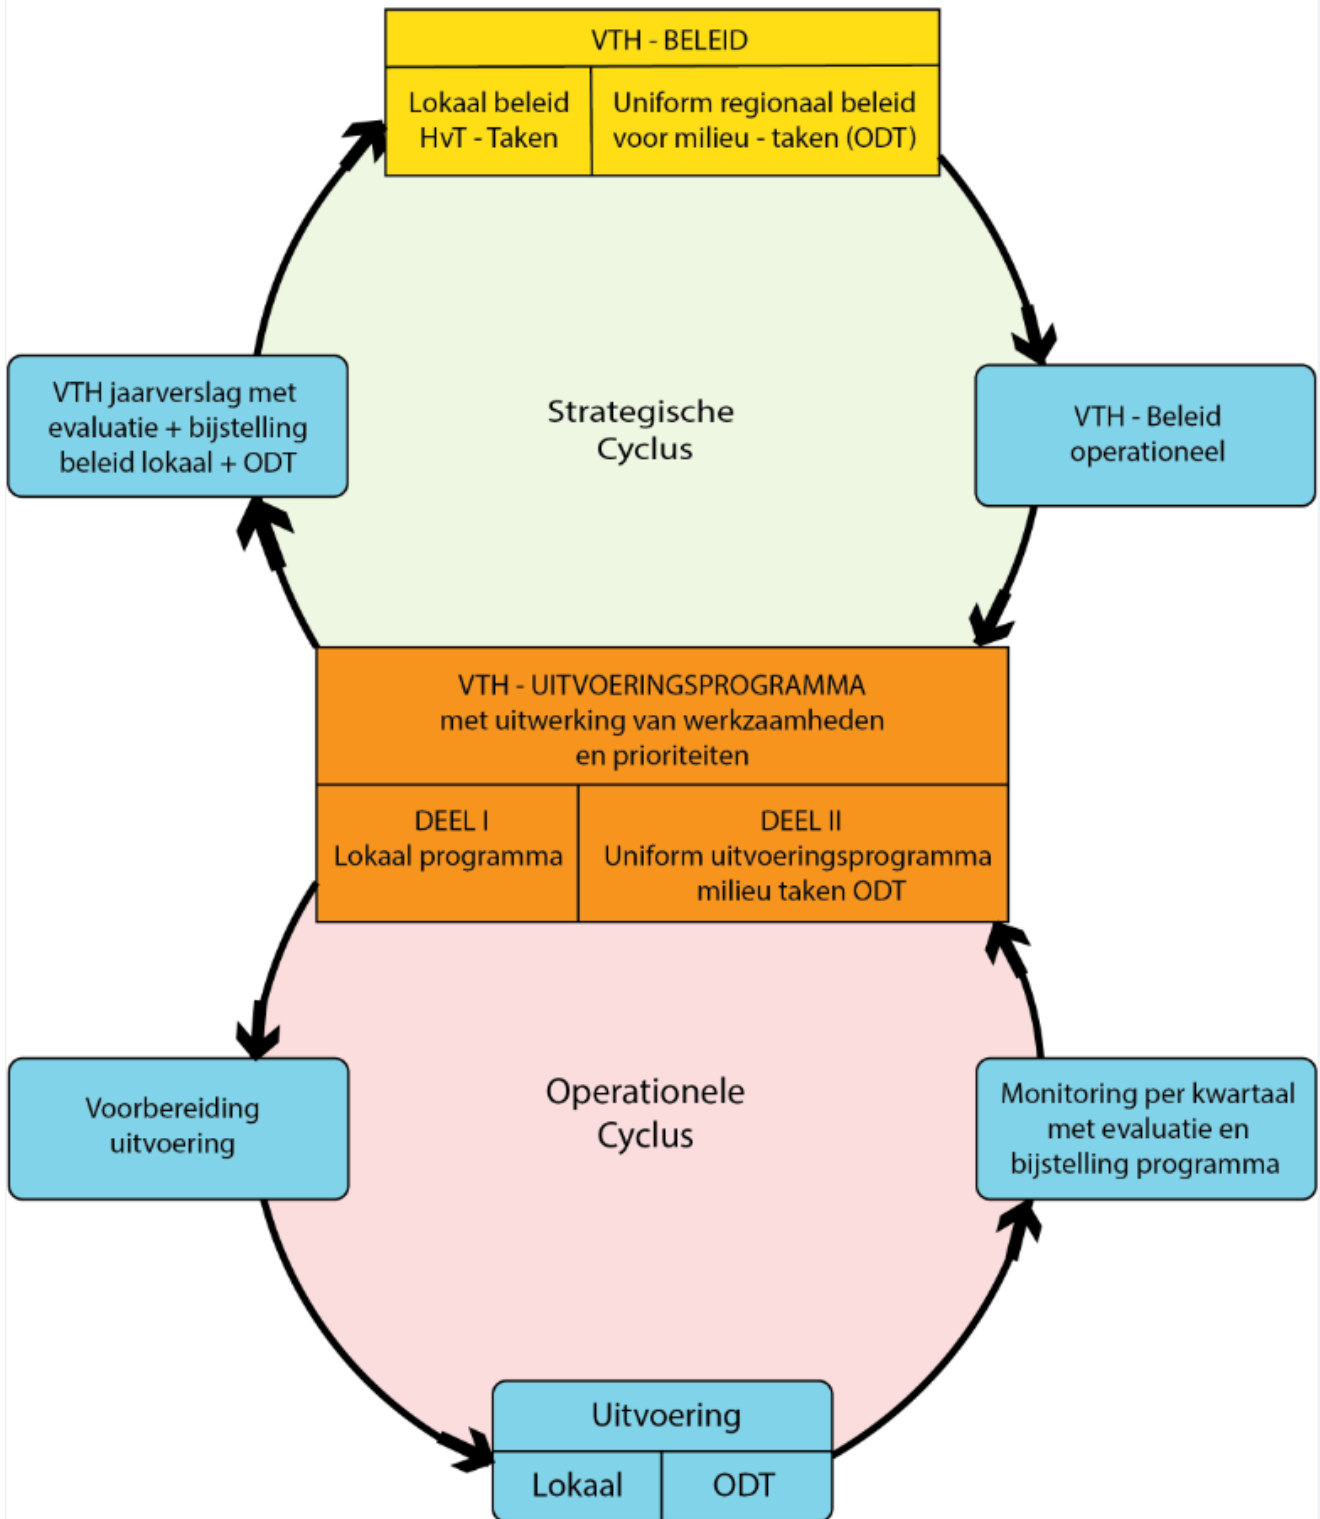 VTH - BELEID
Lokaal beleid
HvT - Taken
Uniform regionaal beleid
voor milieu - taken (ODT)
VTH jaarverslag met
evaluatie + bijstelling
beleid lokaal + ODT
Strategische
Cyclus
VTH - Beleid
operationeel
VTH - UITVOERINGSPROGRAMMA
met uitwerking van werkzaamheden
en prioriteiten
DEEL I
Lokaal programma
DEEL II
Uniform uitvoeringsprogramma
milieu taken ODT
Voorbereiding
uitvoering
Operationele
Cyclus
Monitoring per kwartaal
met evaluatie en
bijstelling programma
Uitvoering
Lokaal
ODT